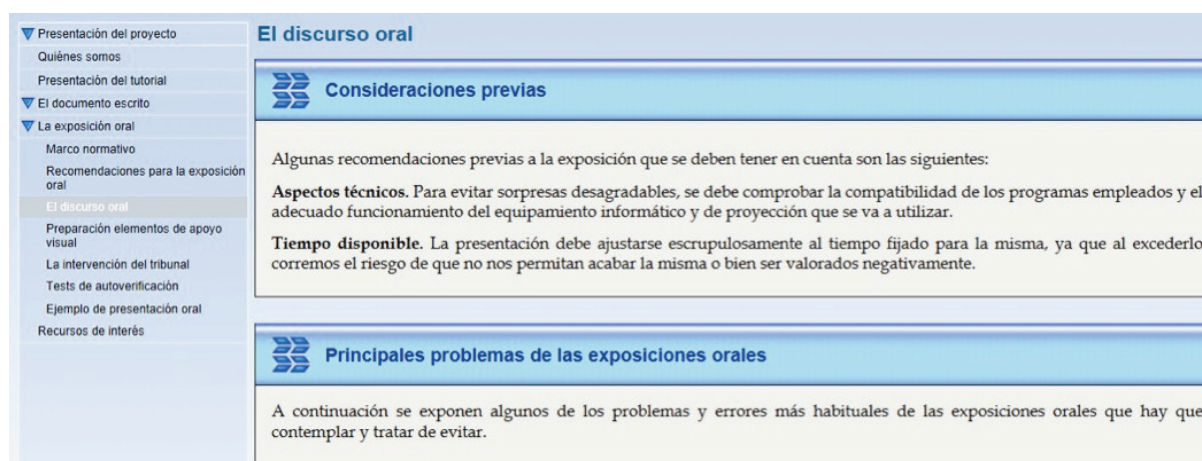 Presentación del proyecto
Quiénes somos
Presentación del tutorial
El documento escrito
La exposición oral
Marco normativo
Recomendaciones para la exposición
oral
El discurso oral
Preparación elementos de apoyo
visual
La intervención del tribunal
Tests de autoverificación
Ejemplo de presentación oral
Recursos de interés
El discurso oral
Consideraciones previas
Algunas recomendaciones previas a la exposición que se deben tener en cuenta son las siguientes:
Aspectos técnicos. Para evitar sorpresas desagradables, se debe comprobar la compatibilidad de los programas empleados y el
adecuado funcionamiento del equipamiento informático y de proyección que se va a utilizar.
Tiempo disponible. La presentación debe ajustarse escrupulosamente al tiempo fijado para la misma, ya que al excederlo
corremos el riesgo de que no nos permitan acabar la misma o bien ser valorados negativamente.
Principales problemas de las exposiciones orales
A continuación se exponen algunos de los problemas y errores más habituales de las exposiciones orales que hay que
contemplar y tratar de evitar.